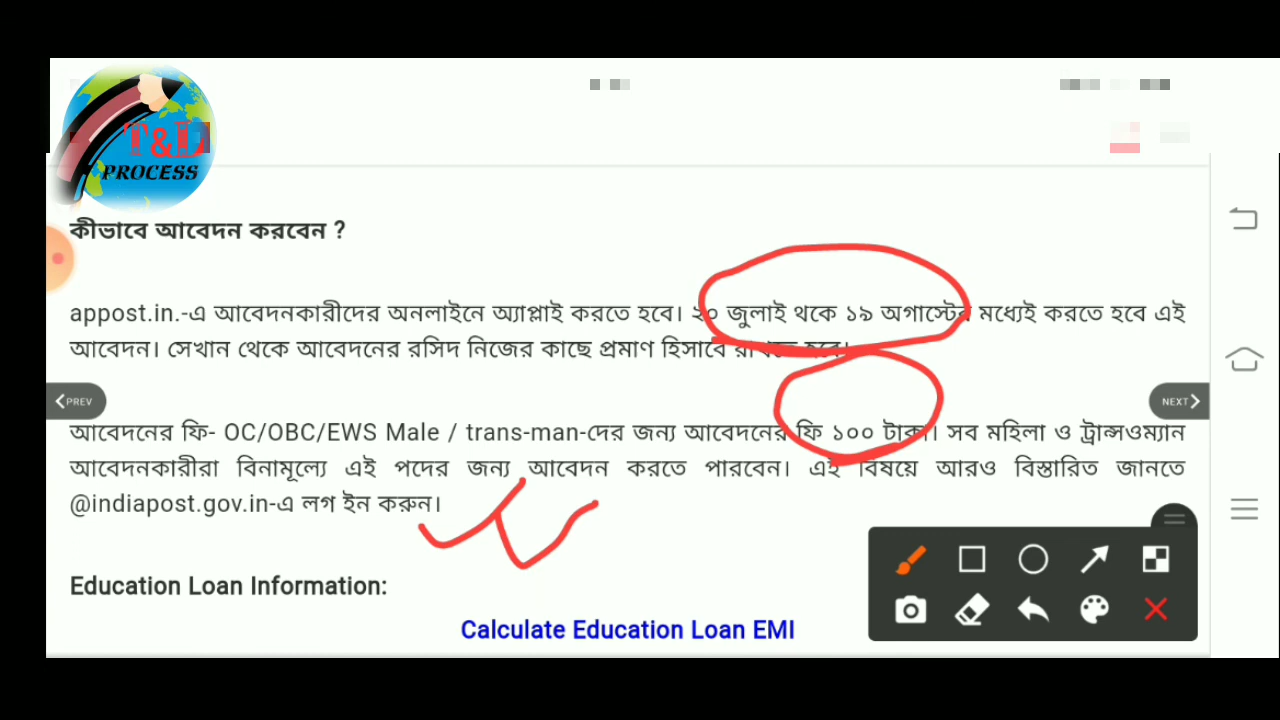 T&L
PROCESS
কীভাবে আবেদন করবেন ?
appost.in.-এ আবেদনকারীদের অনলাইনে অ্যাপ্লাই করতে হবে। ২০ জুলাই থকে ১৯ অগাস্টের মধ্যেই করতে হবে এই
আবেদন। সেখান থেকে আবেদনের রসিদ নিজের কাছে প্রমাণ হিসাবে রাখতে হবে।
PREV
NEXT
আবেদনের ফি- OC/OBC/EWS Male / trans-man-দের জন্য আবেদনের ফি ১০০ টাকা। সব মহিলা ও ট্রান্সওম্যান
আবেদনকারীরা বিনামূল্যে এই পদের জন্য আবেদন করতে পারবেন। এই বিষয়ে আরও বিস্তারিত জানতে
@indiapost.gov.in-এ লগ ইন করুন।
Education Loan Information:
Calculate Education Loan EMI